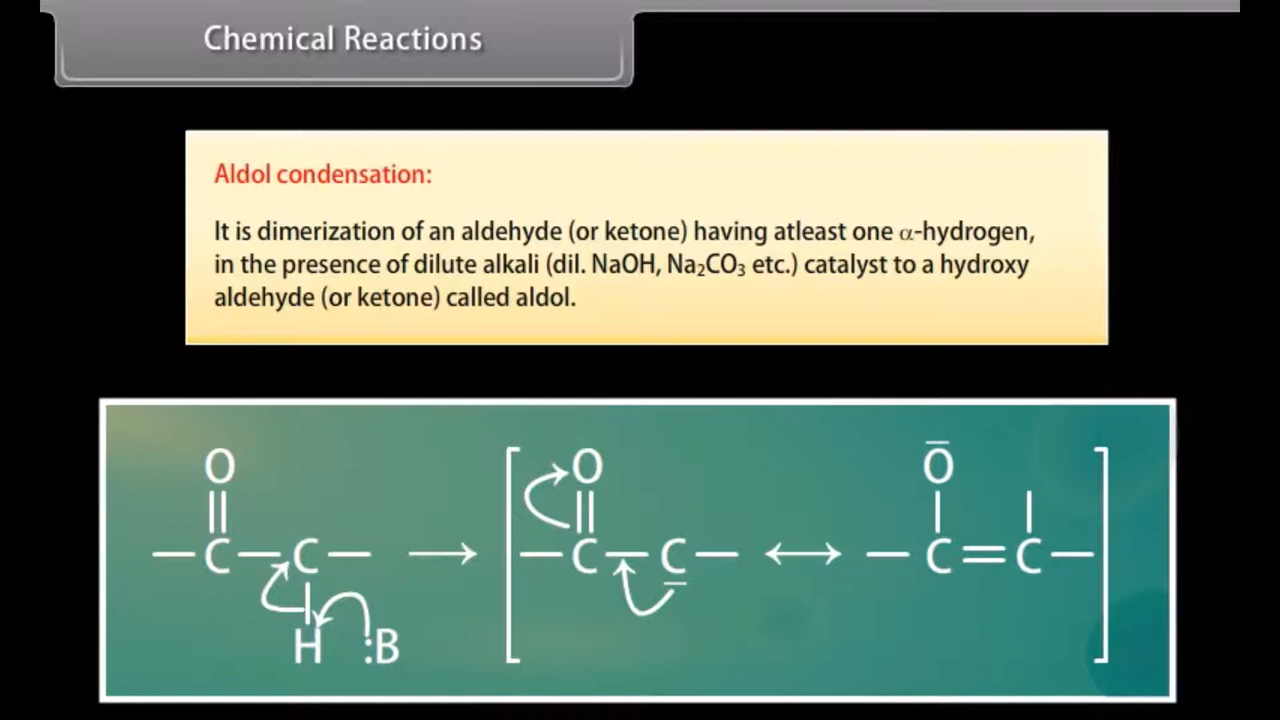 Chemical Reactions
Aldol condensation:
It is dimerization of an aldehyde (or ketone) having atleast one α-hydrogen,
in the presence of dilute alkali (dil. NaOH, Na₂CO₃ etc.) catalyst to a hydroxy
aldehyde (or ketone) called aldol.
O O O
C C C C C C
H :B